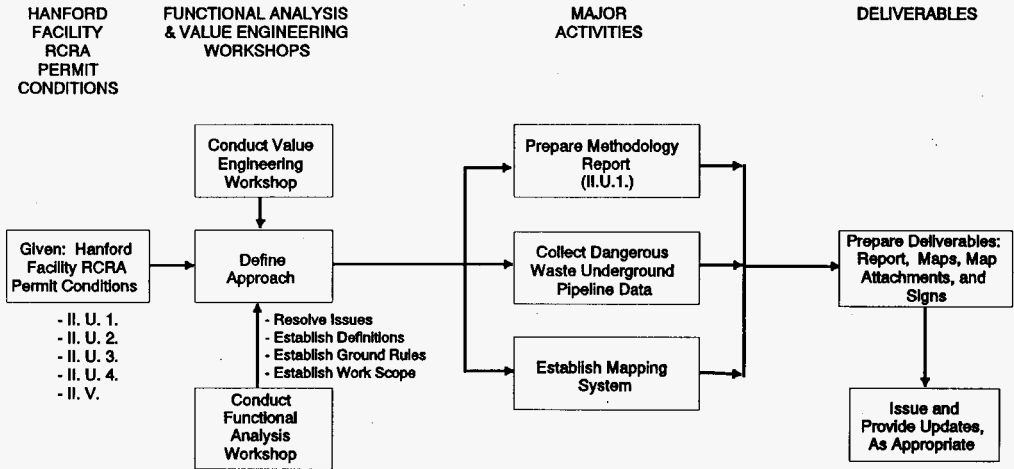 HANFORD
FACILITY
RCRA
PERMIT
CONDITIONS
FUNCTIONAL ANALYSIS
& VALUE ENGINEERING
WORKSHOPS
MAJOR
ACTIVITIES
DELIVERABLES
Conduct Value
Engineering
Workshop
Prepare Methodology
Report
(II.U.1.)
Given: Hanford
Facility RCRA
Permit Conditions
- II. U. 1.
- II. U. 2.
- II. U. 3.
- II. U. 4.
- II. V.
Define
Approach
- Resolve Issues
- Establish Definitions
- Establish Ground Rules
- Establish Work Scope
Conduct
Functional
Analysis
Workshop
Collect Dangerous
Waste Underground
Pipeline Data
Establish Mapping
System
Prepare Deliverables:
Report, Maps, Map
Attachments, and
Signs
Issue and
Provide Updates,
As Appropriate